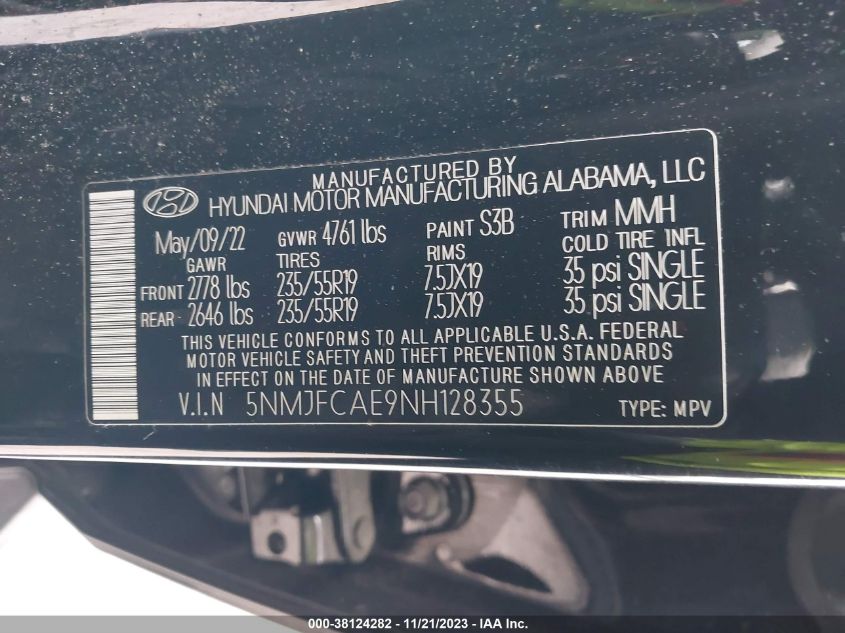 MANUFACTURED BY
HYUNDAI MOTOR MANUFACTURING ALABAMA, LLC
May/09/22 GVWR 4761 lbs PAINT S3B TRIM MMH
GAWR TIRES RIMS COLD TIRE INFL
FRONT 2778 lbs 235/55R19 7.5JX19 35 psi SINGLE
REAR 2646 lbs 235/55R19 7.5JX19 35 psi SINGLE
THIS VEHICLE CONFORMS TO ALL APPLICABLE U.S.A. FEDERAL
MOTOR VEHICLE SAFETY AND THEFT PREVENTION STANDARDS
IN EFFECT ON THE DATE OF MANUFACTURE SHOWN ABOVE
V.I.N 5NMJFCAE9NH128355 TYPE: MPV
000-38124282 - 11/21/2023 - IAA Inc.